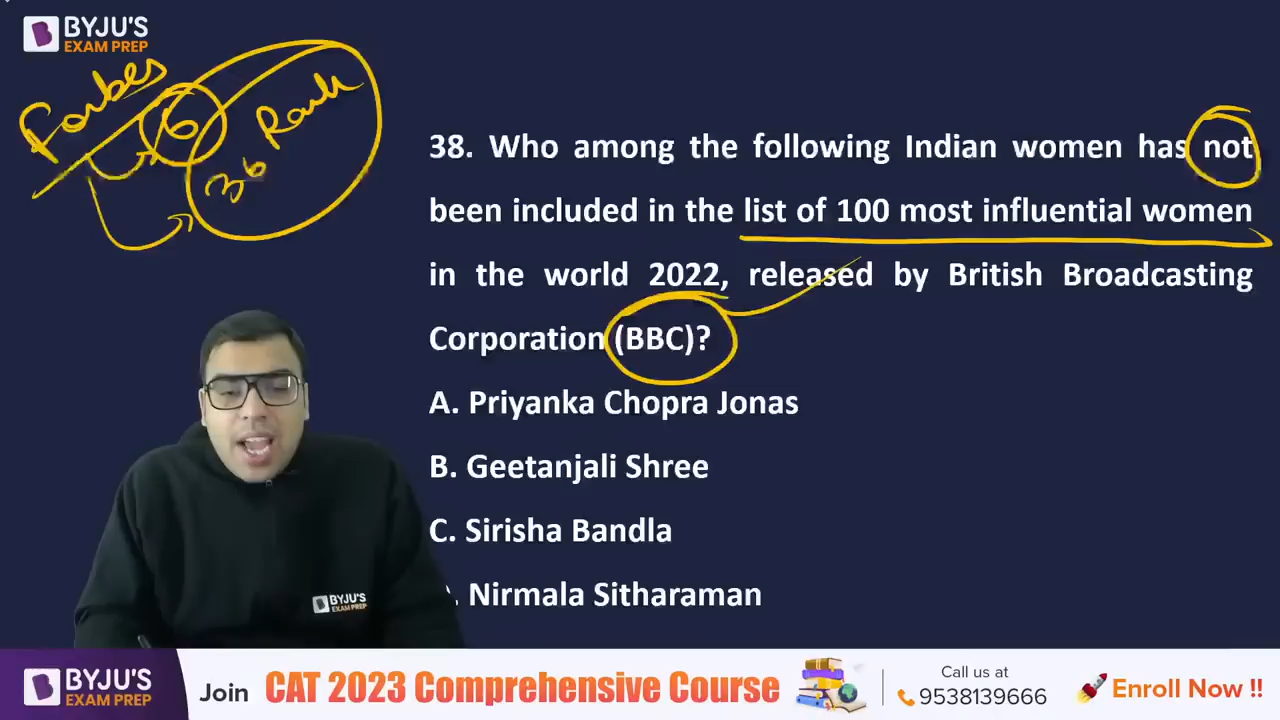 BYJU'S
EXAM PREP
Forbes
6
36 Rank
38. Who among the following Indian women has not
been included in the list of 100 most influential women
in the world 2022, released by British Broadcasting
Corporation (BBC)?
A. Priyanka Chopra Jonas
B. Geetanjali Shree
C. Sirisha Bandla
. Nirmala Sitharaman
BYJU'S
EXAM PREP
BYJU'S
EXAM PREP
Join CAT 2023 Comprehensive Course
Call us at
9538139666
Enroll Now !!